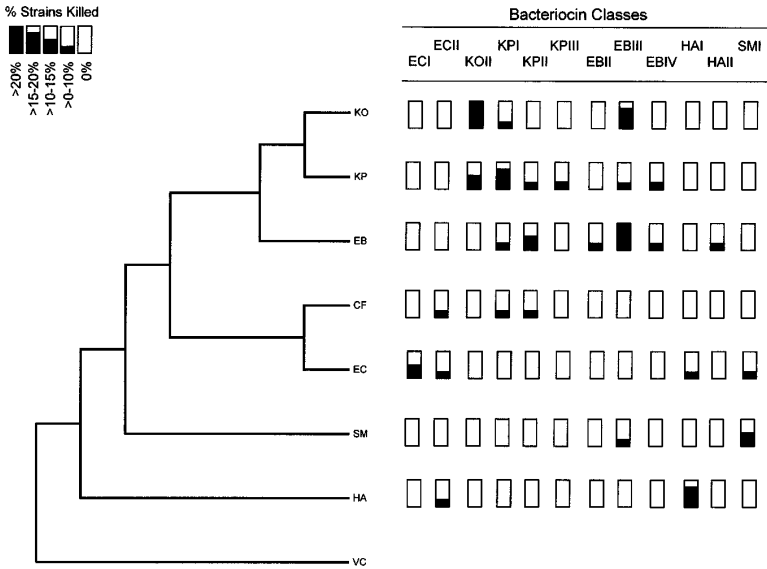 % Strains Killed
>20%
>15-20%
>10-15%
>0-10%
0%
Bacteriocin Classes
ECII KPI KPIII EBIII HAI SMI
ECI KOII KPII EBII EBIV HAII
KO
KP
EB
CF
EC
SM
HA
VC